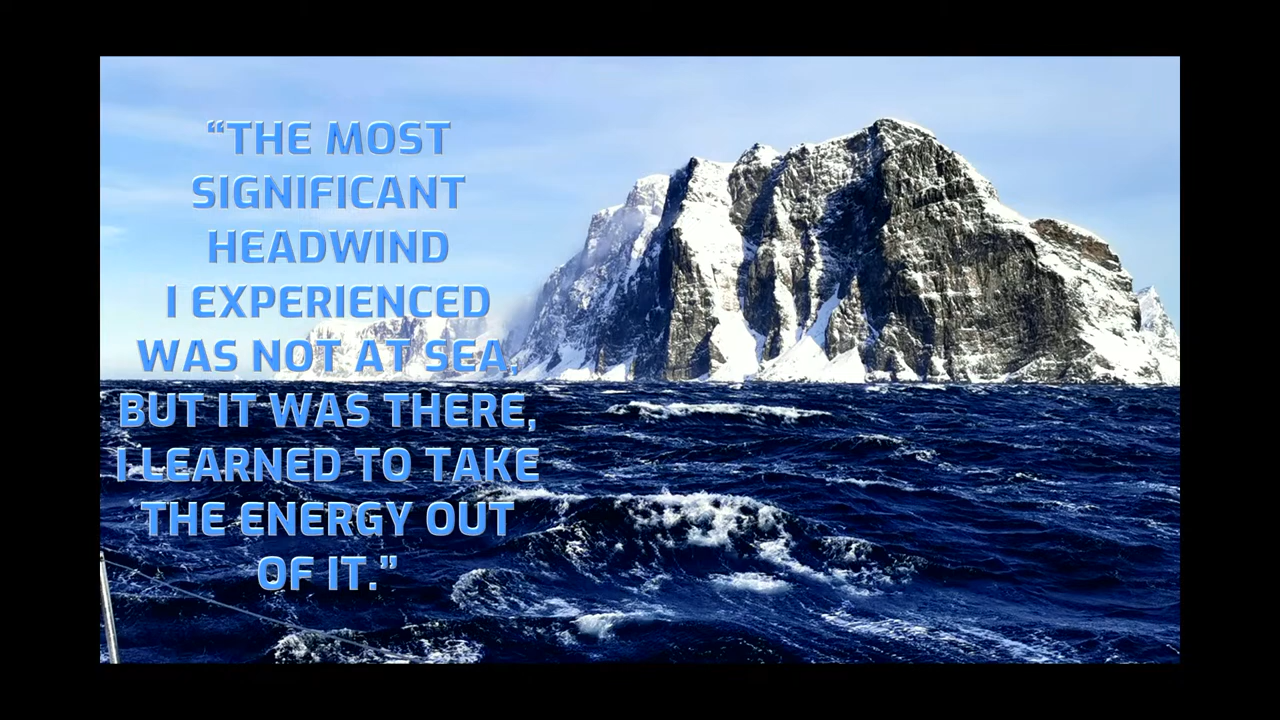 “THE MOST
SIGNIFICANT
HEADWIND
I EXPERIENCED
WAS NOT AT SEA,
BUT IT WAS THERE,
I LEARNED TO TAKE
THE ENERGY OUT
OF IT.”